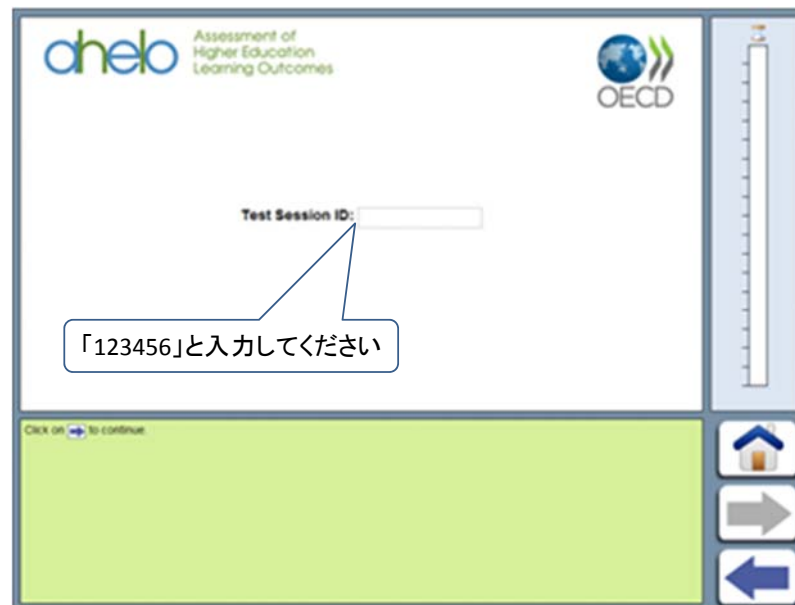 ahelo
Assessment of
Higher Education
Learning Outcomes
OECD
Test Session ID:
「123456」と入力してください
Click on to continue.